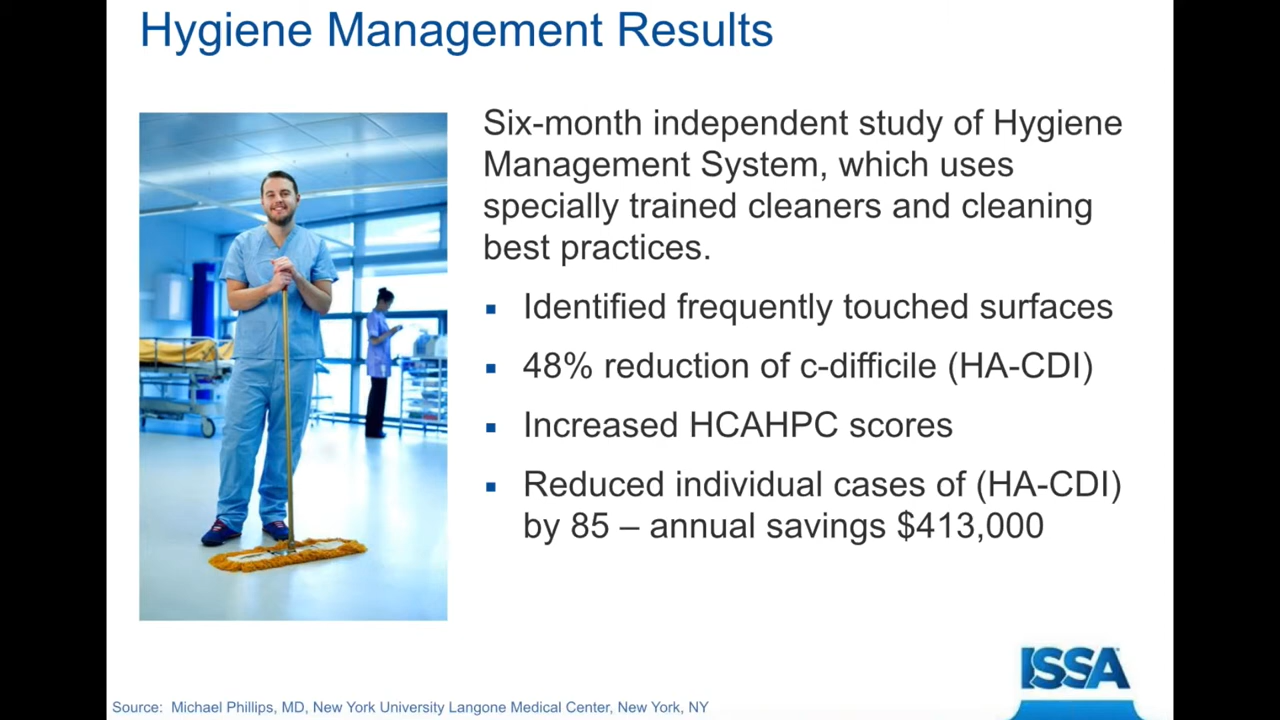 Hygiene Management Results
Six-month independent study of Hygiene
Management System, which uses
specially trained cleaners and cleaning
best practices.
▪ Identified frequently touched surfaces
▪ 48% reduction of c-difficile (HA-CDI)
▪ Increased HCAHPC scores
▪ Reduced individual cases of (HA-CDI)
by 85 – annual savings $413,000
ISSA
Source: Michael Phillips, MD, New York University Langone Medical Center, New York, NY